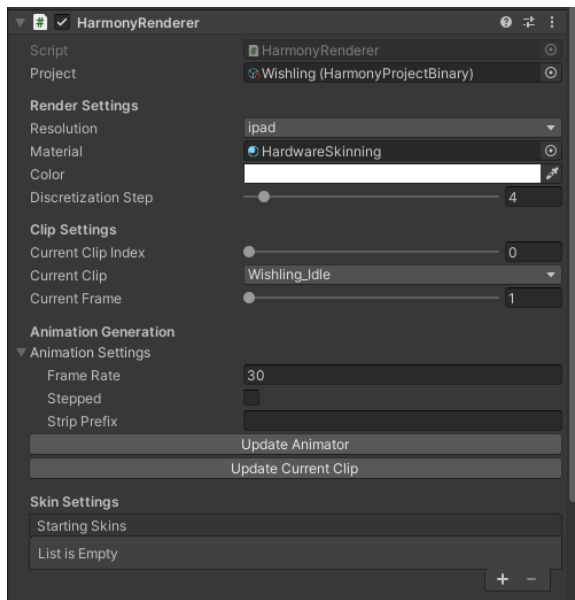 HarmonyRenderer
Script HarmonyRenderer
Project Wishling (HarmonyProjectBinary)
Render Settings
Resolution ipad
Material HardwareSkinning
Color
Discretization Step 4
Clip Settings
Current Clip Index 0
Current Clip Wishling_Idle
Current Frame 1
Animation Generation
Animation Settings
Frame Rate 30
Stepped
Strip Prefix
Update Animator
Update Current Clip
Skin Settings
Starting Skins
List is Empty